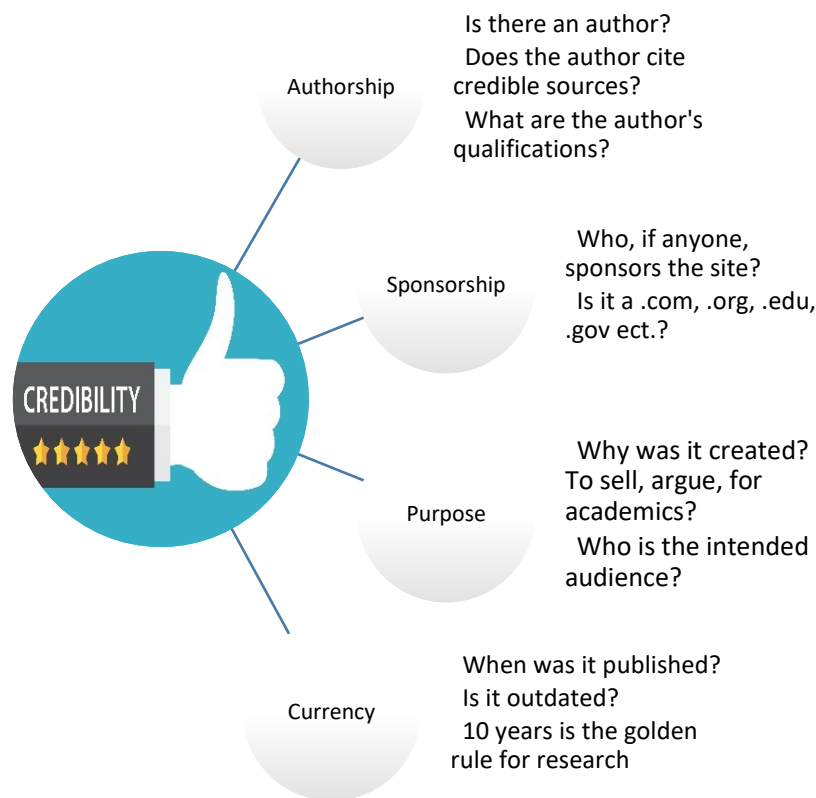 CREDIBILITY
Authorship
Is there an author?
Does the author cite
credible sources?
What are the author's
qualifications?
Sponsorship
Who, if anyone,
sponsors the site?
Is it a .com, .org, .edu,
.gov ect.?
Purpose
Why was it created?
To sell, argue, for
academics?
Who is the intended
audience?
Currency
When was it published?
Is it outdated?
10 years is the golden
rule for research